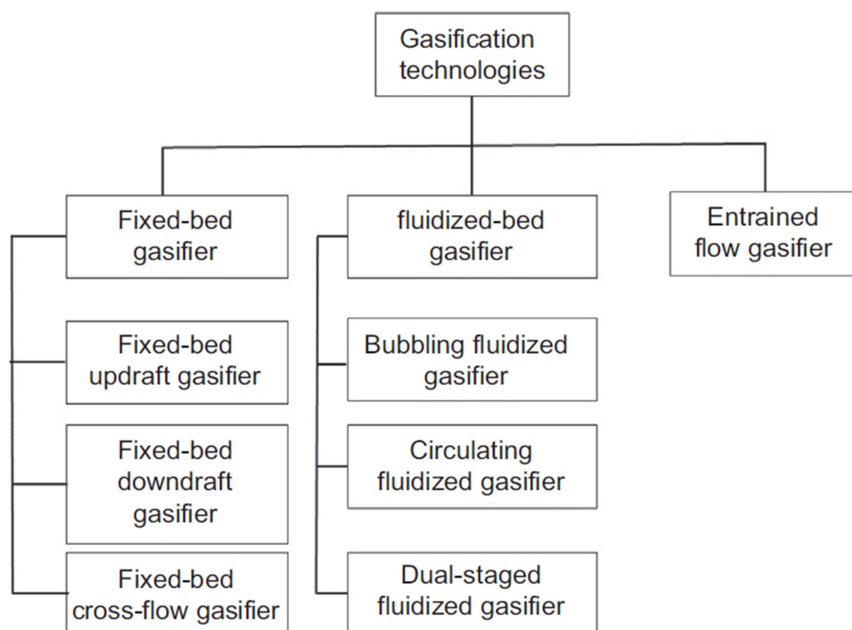 Gasification
technologies
Fixed-bed
gasifier
fluidized-bed
gasifier
Entrained
flow gasifier
Fixed-bed
updraft gasifier
Bubbling fluidized
gasifier
Fixed-bed
downdraft
gasifier
Circulating
fluidized gasifier
Fixed-bed
cross-flow gasifier
Dual-staged
fluidized gasifier